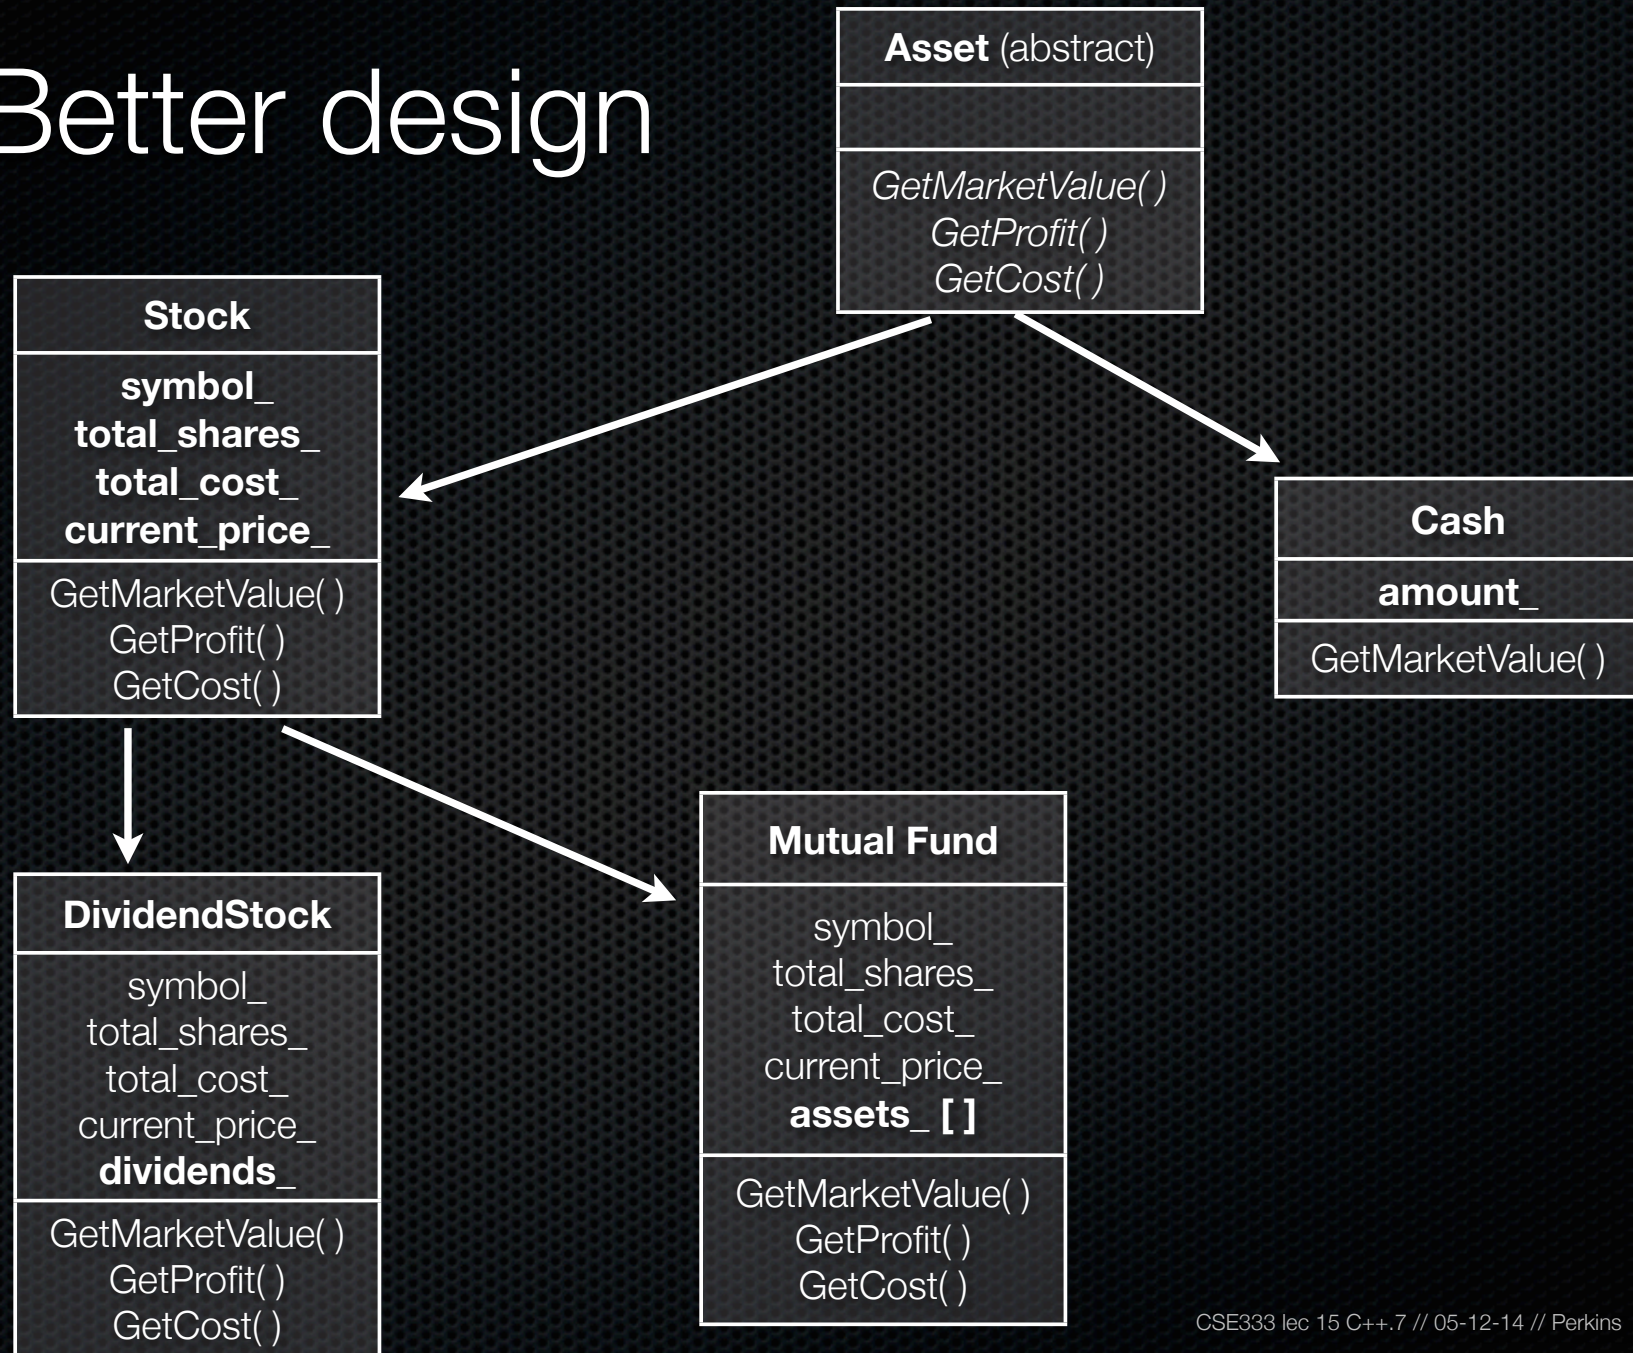 Better design
Asset (abstract)
GetMarketValue( )
GetProfit( )
GetCost( )
Stock
symbol_
total_shares_
total_cost_
current_price_
GetMarketValue( )
GetProfit( )
GetCost( )
Cash
amount_
GetMarketValue( )
DividendStock
symbol_
total_shares_
total_cost_
current_price_
dividends_
GetMarketValue( )
GetProfit( )
GetCost( )
Mutual Fund
symbol_
total_shares_
total_cost_
current_price_
assets_ [ ]
GetMarketValue( )
GetProfit( )
GetCost( )
CSE333 lec 15 C++.7 // 05-12-14 // Perkins